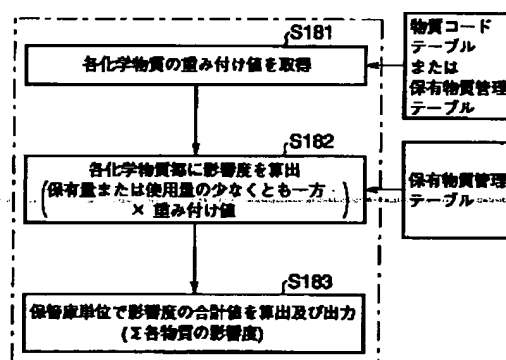 S181
各化学物質の重み付け値を取得
物質コード
テーブル
または
保有物質管理
テーブル
S182
各化学物質毎に影響度を算出
(保有量または使用量の少なくとも一方
× 重み付け値)
保有物質管理
テーブル
S183
保管庫単位で影響度の合計値を算出及び出力
(Σ各物質の影響度)